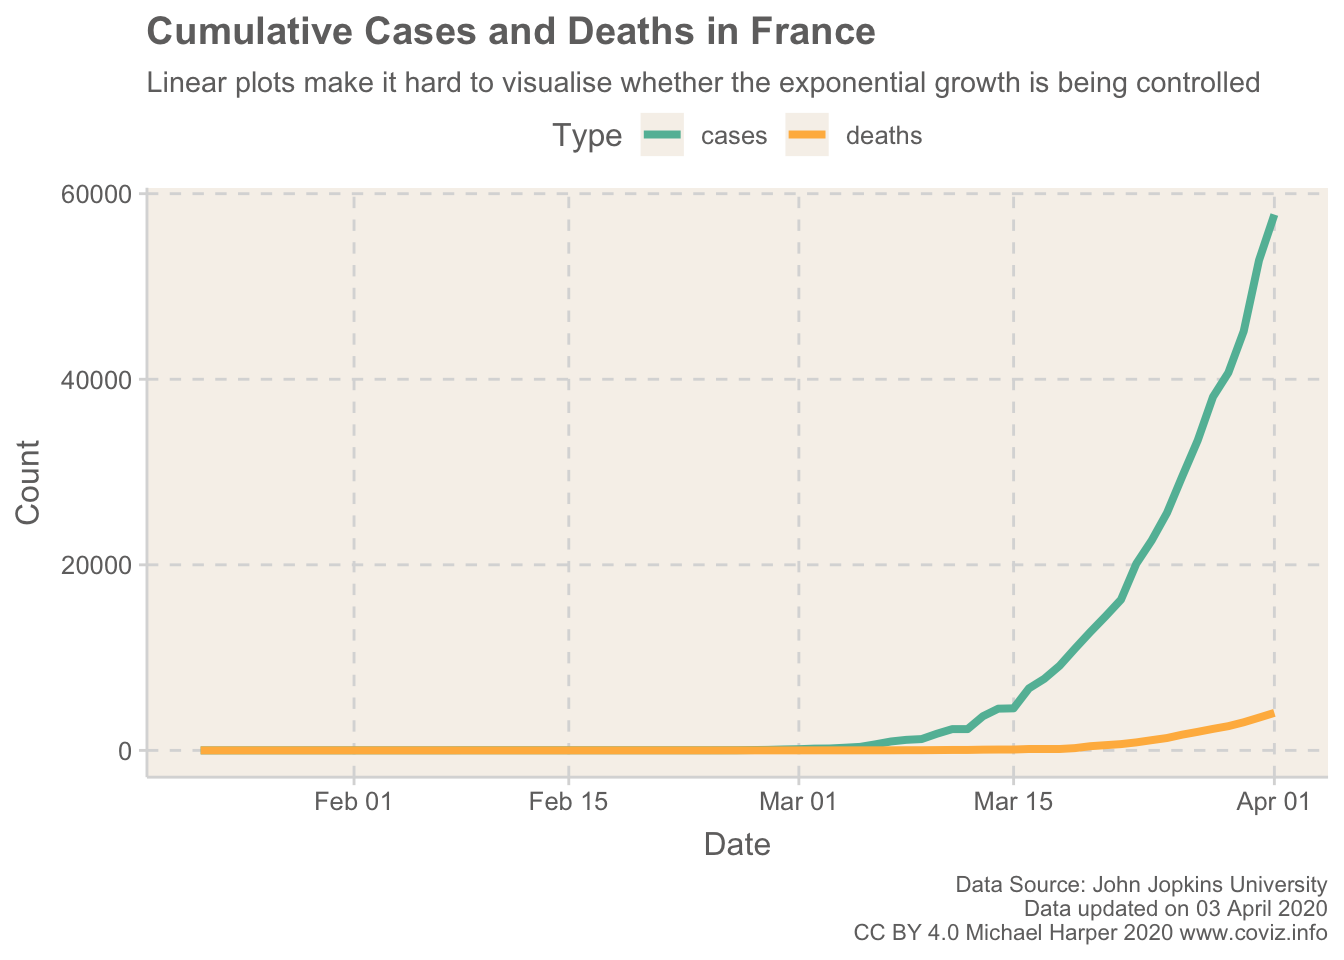 Cumulative Cases and Deaths in France
Linear plots make it hard to visualise whether the exponential growth is being controlled
Type cases deaths
60000
40000
20000
0
Count
Feb 01 Feb 15 Mar 01 Mar 15 Apr 01
Date
Data Source: John Jopkins University
Data updated on 03 April 2020
CC BY 4.0 Michael Harper 2020 www.coviz.info